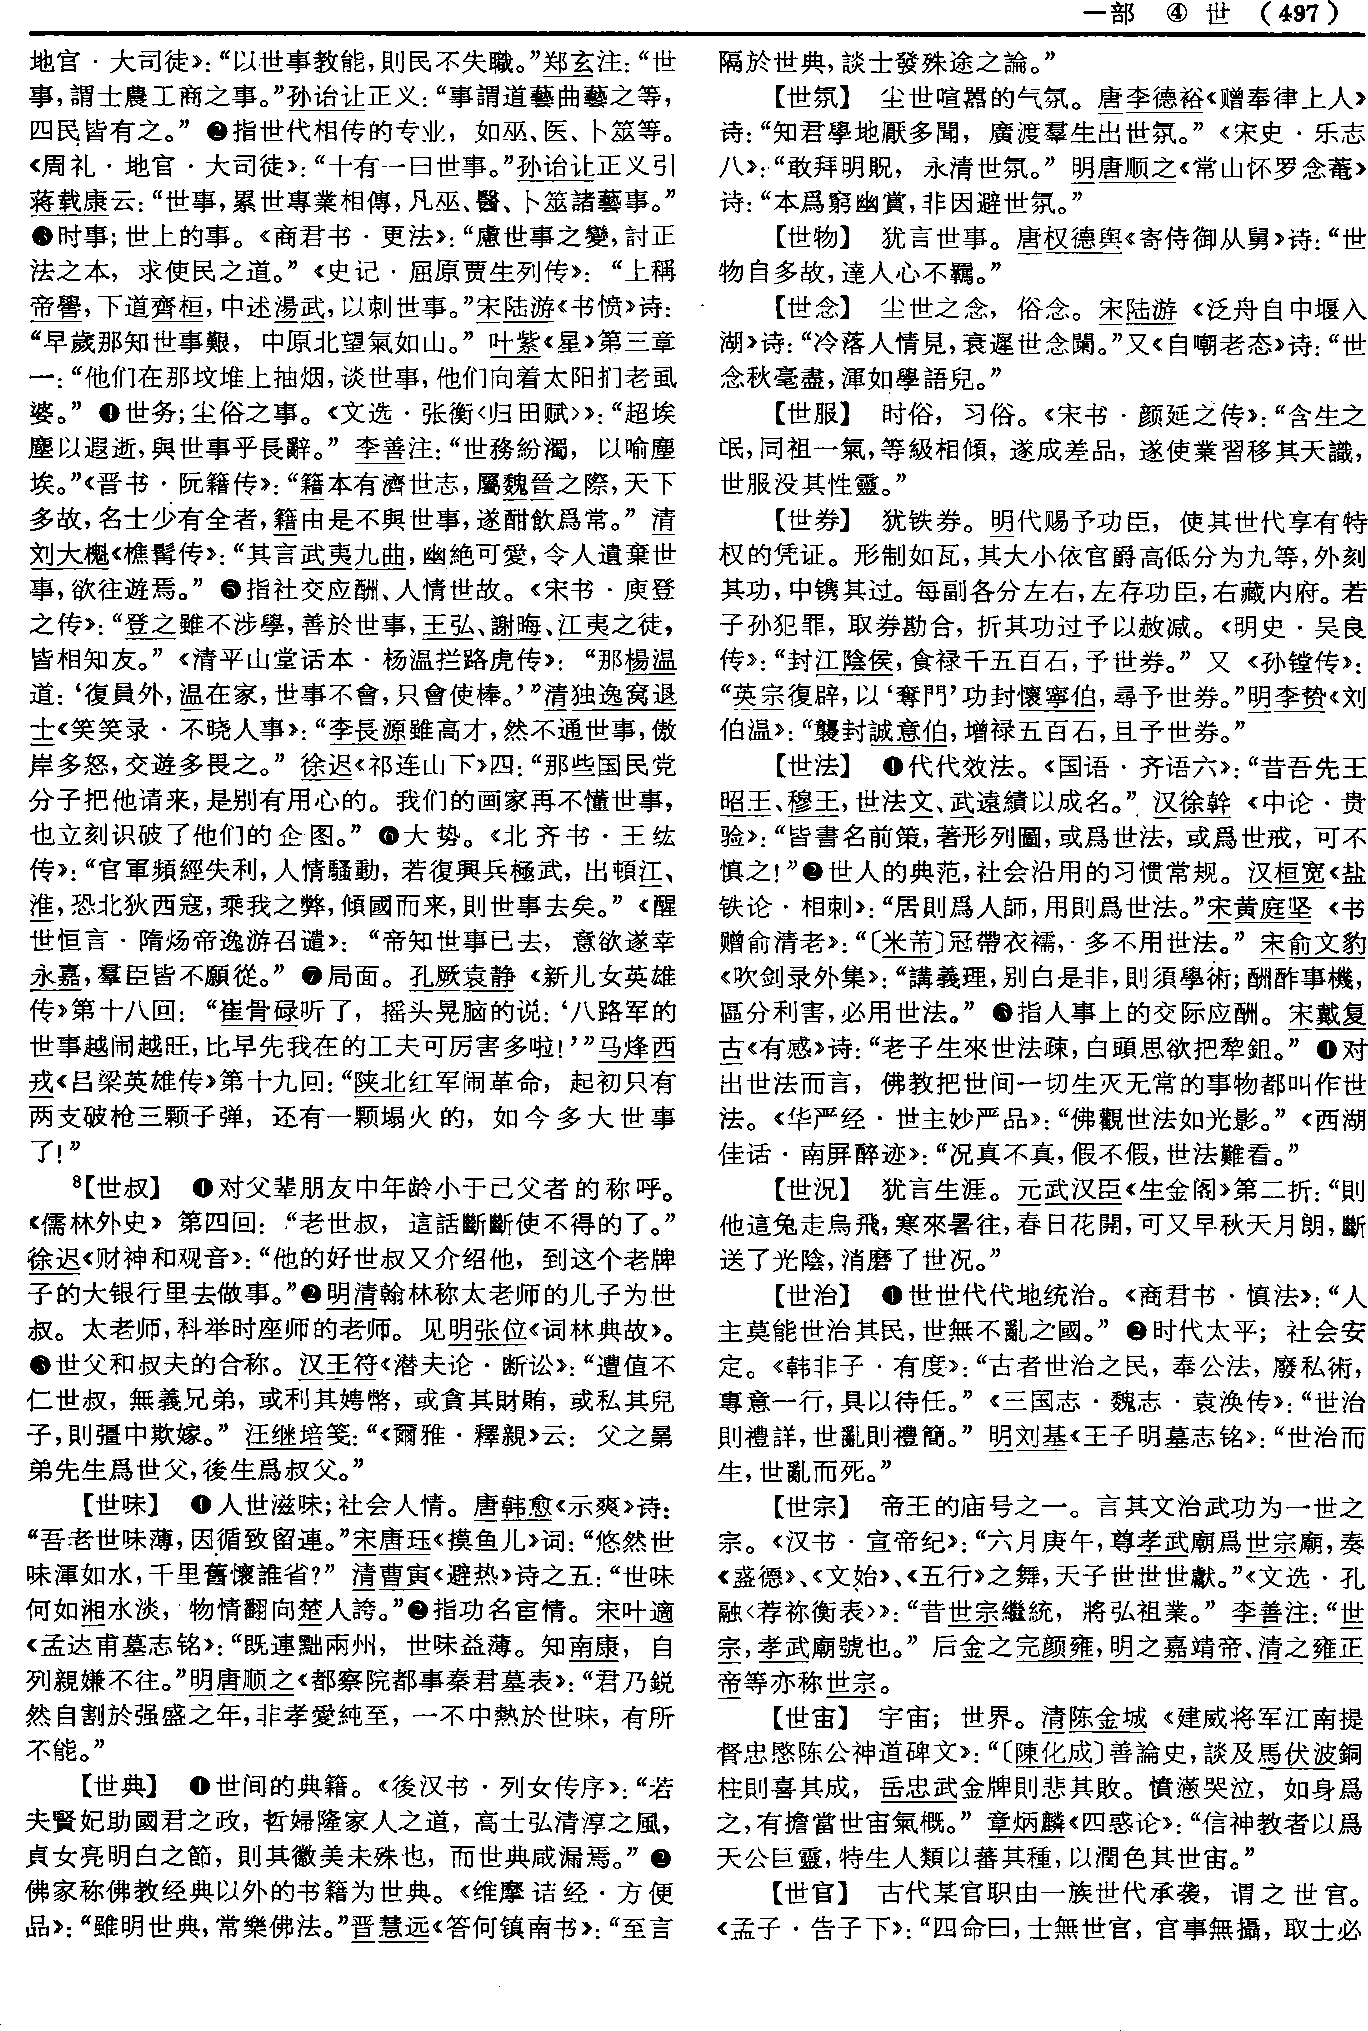 一部 ④ 世 (497)
地官·大司徒》：“以世事教能，則民不失職。”郑玄注：“世
事，謂士農工商之事。”孙诒让正义：“事謂道藝曲藝之等，
四民皆有之。” ❷指世代相传的专业，如巫、医、卜筮等。
《周礼·地官·大司徒》：“十有一曰世事。”孙诒让正义引
蒋载康云：“世事，累世專業相傳，凡巫、醫、卜筮諸藝事。”
❸时事；世上的事。《商君书·更法》：“慮世事之變，討正
法之本，求使民之道。”《史记·屈原贾生列传》：“上稱
帝嚳，下道齊桓，中述湯武，以刺世事。”宋陆游《书愤》诗：
“早歲那知世事艱，中原北望氣如山。” 叶紫《星》第三章
一：“他们在那坟堆上抽烟，谈世事，他们向着太阳扪老虱
婆。” ❹世务；尘俗之事。《文选·张衡〈归田赋〉》：“超埃
塵以遐逝，與世事乎長辭。” 李善注：“世務紛濁，以喻塵
埃。”《晋书·阮籍传》：“籍本有濟世志，屬魏晉之際，天下
多故，名士少有全者，籍由是不與世事，遂酣飲爲常。” 清
刘大櫆《樵髯传》：“其言武夷九曲，幽絶可愛，令人遺棄世
事，欲往遊焉。” ❺指社交应酬、人情世故。《宋书·庾登
之传》：“登之雖不涉學，善於世事，王弘、謝晦、江夷之徒，
皆相知友。”《清平山堂话本·杨温拦路虎传》：“那楊温
道：‘復員外，温在家，世事不會，只會使棒。’”清独逸窝退
士《笑笑录·不晓人事》：“李長源雖高才，然不通世事，傲
岸多怒，交遊多畏之。” 徐迟《祁连山下》四：“那些国民党
分子把他请来，是别有用心的。我们的画家再不懂世事，
也立刻识破了他们的企图。” ❻大势。《北齐书·王纮
传》：“官軍頻經失利，人情騷動，若復興兵極武，出頓江、
淮，恐北狄西寇，乘我之弊，傾國而来，則世事去矣。”《醒
世恒言·隋炀帝逸游召谴》：“帝知世事已去，意欲遂幸
永嘉，羣臣皆不願從。” ❼局面。孔厥袁静《新儿女英雄
传》第十八回：“崔骨碌听了，摇头晃脑的说：‘八路军的
世事越闹越旺，比早先我在的工夫可厉害多啦！’”马烽西
戎《吕梁英雄传》第十九回：“陕北红军闹革命，起初只有
两支破枪三颗子弹，还有一颗塌火的，如今多大世事
了！”
⁸【世叔】 ❶对父辈朋友中年龄小于己父者的称呼。
《儒林外史》第四回：“老世叔，這話斷斷使不得的了。”
徐迟《财神和观音》：“他的好世叔又介绍他，到这个老牌
子的大银行里去做事。”❷明清翰林称太老师的儿子为世
叔。太老师，科举时座师的老师。见明张位《词林典故》。
❸世父和叔夫的合称。汉王符《潜夫论·断讼》：“遭值不
仁世叔，無義兄弟，或利其娉幣，或貪其財賄，或私其兒
子，則彊中欺嫁。” 汪继培笺：“《爾雅·釋親》云：父之晜
弟先生爲世父，後生爲叔父。”
【世味】 ❶人世滋味；社会人情。唐韩愈《示爽》诗：
“吾老世味薄，因循致留連。”宋唐珏《摸鱼儿》词：“悠然世
味渾如水，千里舊懷誰省？” 清曹寅《避热》诗之五：“世味
何如湘水淡，物情翻向楚人誇。”❷指功名宦情。宋叶適
《孟达甫墓志铭》：“既連黜兩州，世味益薄。知南康，自
列親嫌不往。”明唐顺之《都察院都事秦君墓表》：“君乃鋭
然自割於强盛之年，非孝愛純至，一不中熱於世味，有所
不能。”
【世典】 ❶世间的典籍。《後汉书·列女传序》：“若
夫賢妃助國君之政，哲婦隆家人之道，高士弘清淳之風，
貞女亮明白之節，則其徽美未殊也，而世典咸漏焉。” ❷
佛家称佛教经典以外的书籍为世典。《维摩诘经·方便
品》：“雖明世典，常樂佛法。”晋慧远《答何镇南书》：“至言
隔於世典，談士發殊途之論。”
【世氛】 尘世喧嚣的气氛。唐李德裕《赠奉律上人》
诗：“知君學地厭多聞，廣渡羣生出世氛。”《宋史·乐志
八》：“敢拜明貺，永清世氛。” 明唐顺之《常山怀罗念菴》
诗：“本爲窮幽賞，非因避世氛。”
【世物】 犹言世事。唐权德舆《寄侍御从舅》诗：“世
物自多故，達人心不羈。”
【世念】 尘世之念，俗念。宋陆游《泛舟自中堰入
湖》诗：“冷落人情見，衰遲世念闌。”又《自嘲老态》诗：“世
念秋毫盡，渾如學語兒。”
【世服】 时俗，习俗。《宋书·颜延之传》：“含生之
氓，同祖一氣，等級相傾，遂成差品，遂使業習移其天識，
世服没其性靈。”
【世券】 犹铁券。明代赐予功臣，使其世代享有特
权的凭证。形制如瓦，其大小依官爵高低分为九等，外刻
其功，中镌其过。每副各分左右，左存功臣，右藏内府。若
子孙犯罪，取券勘合，折其功过予以赦减。《明史·吴良
传》：“封江陰侯，食禄千五百石，予世券。” 又《孙镗传》：
“英宗復辟，以‘奪門’功封懷寧伯，尋予世券。”明李贽《刘
伯温》：“襲封誠意伯，增禄五百石，且予世券。”
【世法】 ❶代代效法。《国语·齐语六》：“昔吾先王
昭王、穆王，世法文、武遠績以成名。” 汉徐幹《中论·贵
验》：“皆書名前策，著形列圖，或爲世法，或爲世戒，可不
慎之！”❷世人的典范，社会沿用的习惯常规。汉桓宽《盐
铁论·相刺》：“居則爲人師，用則爲世法。”宋黄庭坚《书
赠俞清老》：“〔米芾〕冠帶衣襦，多不用世法。” 宋俞文豹
《吹剑录外集》：“講義理，别白是非，則須學術；酬酢事機，
區分利害，必用世法。” ❸指人事上的交际应酬。宋戴复
古《有感》诗：“老子生來世法疎，白頭思欲把犂鉏。” ❹对
出世法而言，佛教把世间一切生灭无常的事物都叫作世
法。《华严经·世主妙严品》：“佛觀世法如光影。”《西湖
佳话·南屏醉迹》：“况真不真，假不假，世法難看。”
【世况】 犹言生涯。元武汉臣《生金阁》第二折：“則
他這兔走烏飛，寒來暑往，春日花開，可又早秋天月朗，斷
送了光陰，消磨了世况。”
【世治】 ❶世世代代地统治。《商君书·慎法》：“人
主莫能世治其民，世無不亂之國。” ❷时代太平；社会安
定。《韩非子·有度》：“古者世治之民，奉公法，廢私術，
專意一行，具以待任。”《三国志·魏志·袁涣传》：“世治
則禮詳，世亂則禮簡。” 明刘基《王子明墓志铭》：“世治而
生，世亂而死。”
【世宗】 帝王的庙号之一。言其文治武功为一世之
宗。《汉书·宣帝纪》：“六月庚午，尊孝武廟爲世宗廟，奏
《盛德》、《文始》、《五行》之舞，天子世世獻。”《文选·孔
融〈荐祢衡表〉》：“昔世宗繼統，將弘祖業。” 李善注：“世
宗，孝武廟號也。” 后金之完颜雍，明之嘉靖帝、清之雍正
帝等亦称世宗。
【世宙】 宇宙；世界。清陈金城《建威将军江南提
督忠愍陈公神道碑文》：“〔陳化成〕善論史，談及馬伏波銅
柱則喜其成，岳忠武金牌則悲其敗。憤懣哭泣，如身爲
之，有擔當世宙氣概。” 章炳麟《四惑论》：“信神教者以爲
天公巨靈，特生人類以蕃其種，以潤色其世宙。”
【世官】 古代某官职由一族世代承袭，谓之世官。
《孟子·告子下》：“四命曰，士無世官，官事無攝，取士必